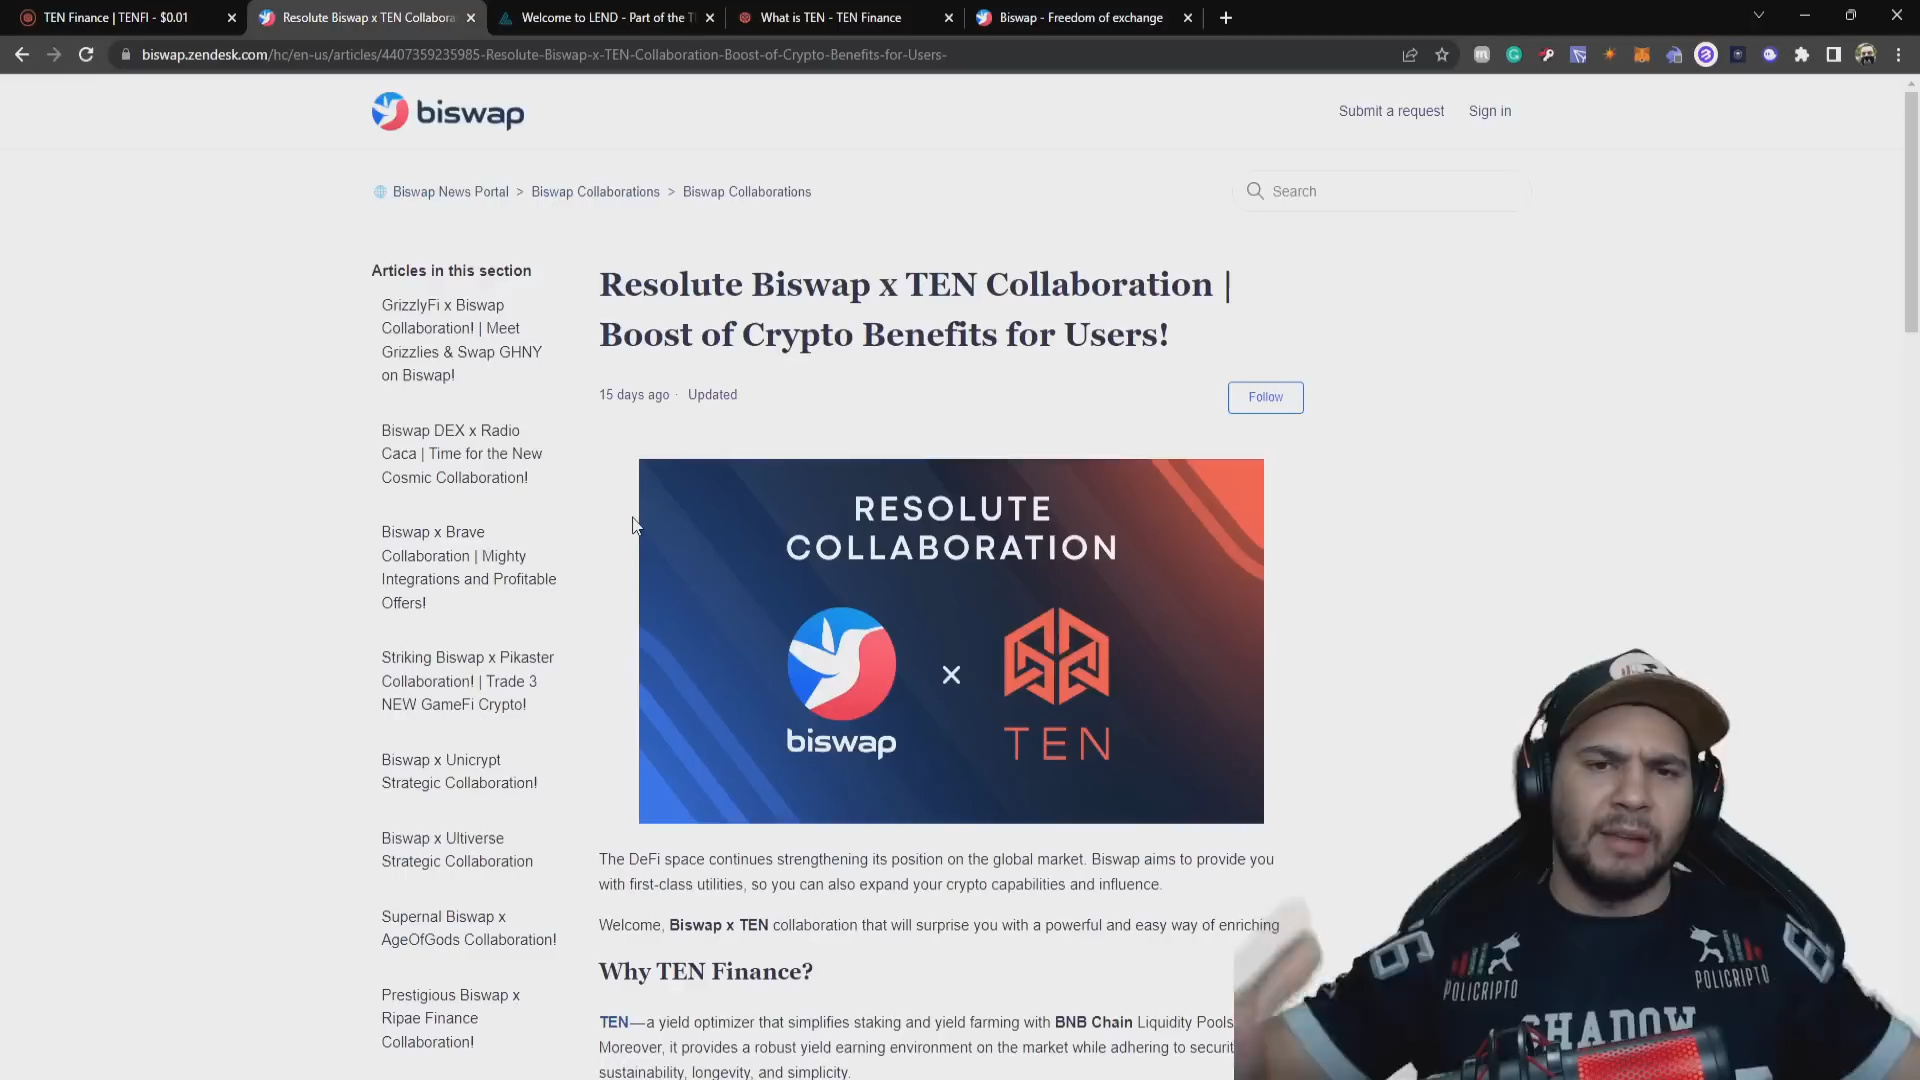 TEN Finance | TENFI - $0.01
Resolute Biswap x TEN Collabora
Welcome to LEND - Part of the T
What is TEN - TEN Finance
Biswap - Freedom of exchange
biswap.zendesk.com/hc/en-us/articles/4407359235985-Resolute-Biswap-x-TEN-Collaboration-Boost-of-Crypto-Benefits-for-Users-
biswap
Submit a request
Sign in
Biswap News Portal > Biswap Collaborations > Biswap Collaborations
Search
Articles in this section
GrizzlyFi x Biswap
Collaboration! | Meet
Grizzlies & Swap GHNY
on Biswap!
Biswap DEX x Radio
Caca | Time for the New
Cosmic Collaboration!
Biswap x Brave
Collaboration | Mighty
Integrations and Profitable
Offers!
Striking Biswap x Pikaster
Collaboration! | Trade 3
NEW GameFi Crypto!
Biswap x Unicrypt
Strategic Collaboration!
Biswap x Ultiverse
Strategic Collaboration
Supernal Biswap x
AgeOfGods Collaboration!
Prestigious Biswap x
Ripae Finance
Collaboration!
Resolute Biswap x TEN Collaboration |
Boost of Crypto Benefits for Users!
15 days ago · Updated
Follow
RESOLUTE
COLLABORATION
biswap
×
TEN
The DeFi space continues strengthening its position on the global market. Biswap aims to provide you
with first-class utilities, so you can also expand your crypto capabilities and influence.
Welcome, Biswap x TEN collaboration that will surprise you with a powerful and easy way of enriching
Why TEN Finance?
TEN—a yield optimizer that simplifies staking and yield farming with BNB Chain Liquidity Pools
Moreover, it provides a robust yield earning environment on the market while adhering to securit
sustainability, longevity, and simplicity.
POLICRIPTO
POLICRIPTO
SHADOW